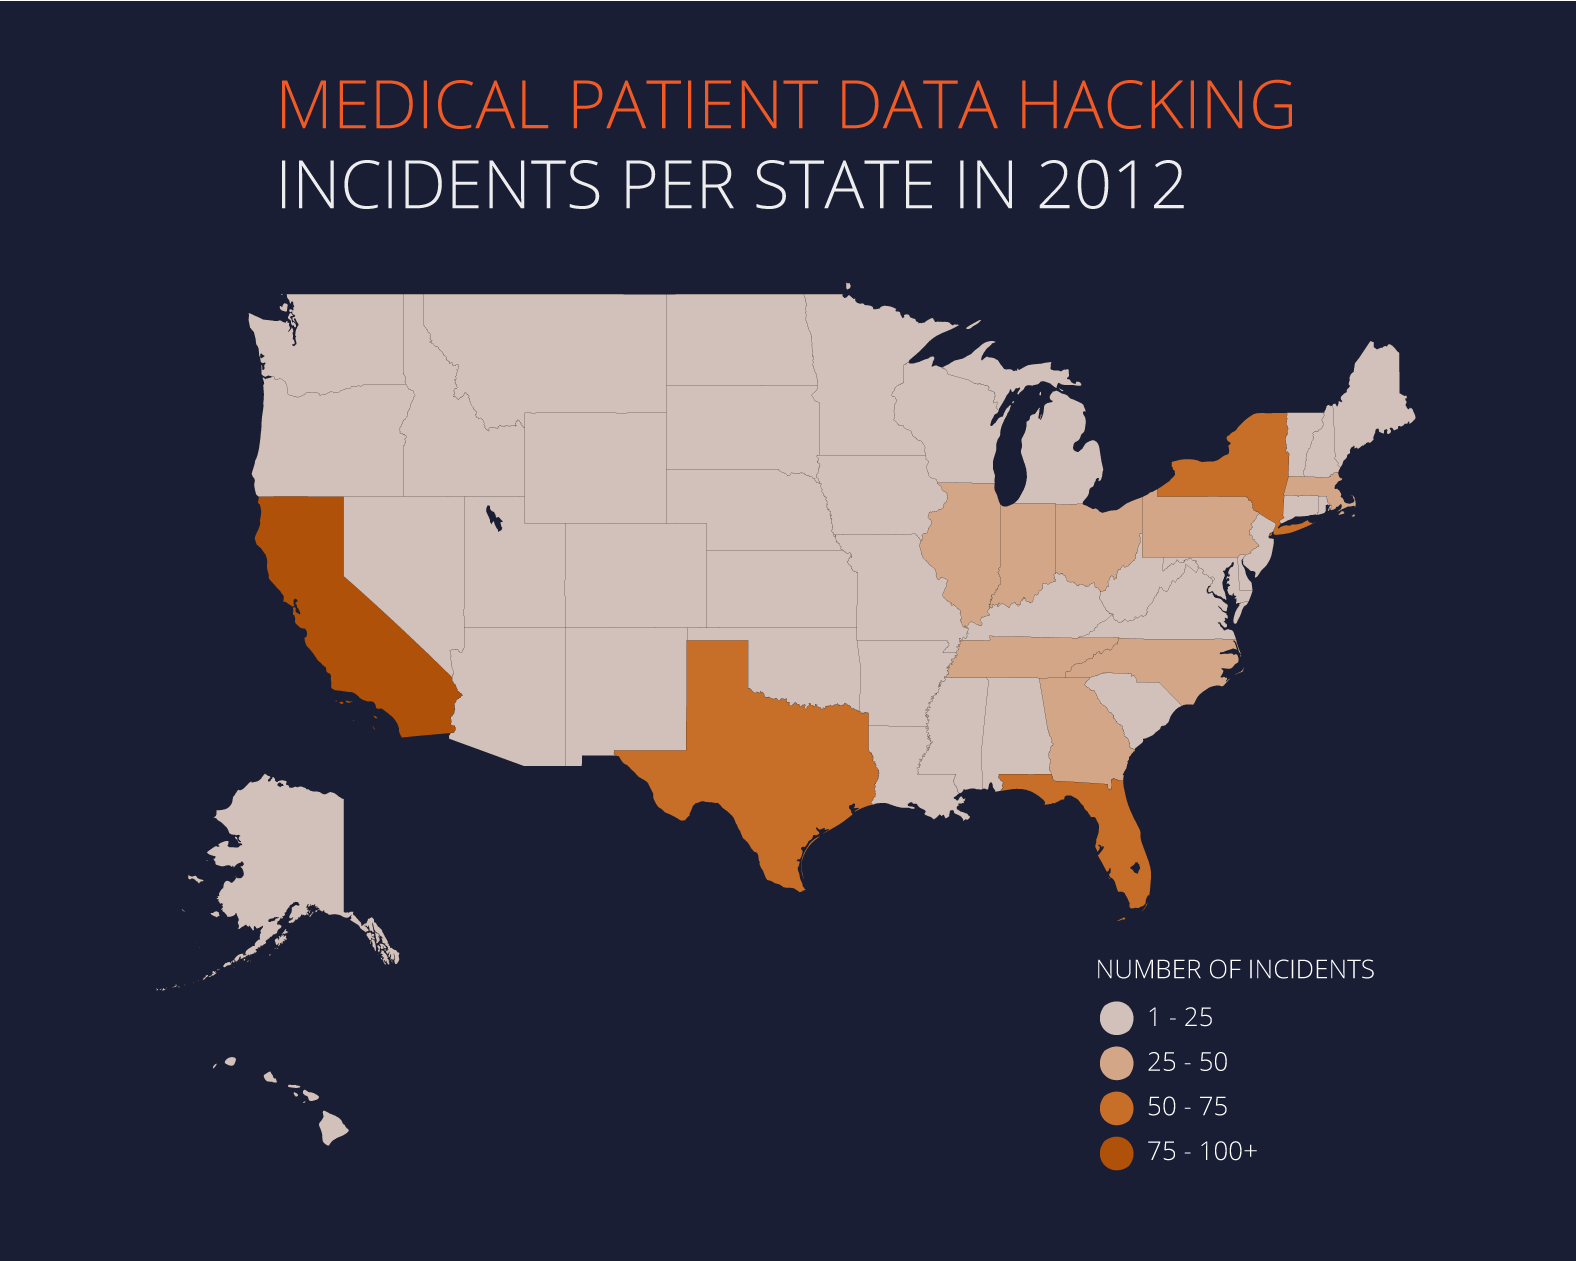 MEDICAL PATIENT DATA HACKING
INCIDENTS PER STATE IN 2012
NUMBER OF INCIDENTS
1 - 25
25 - 50
50 - 75
75 - 100+